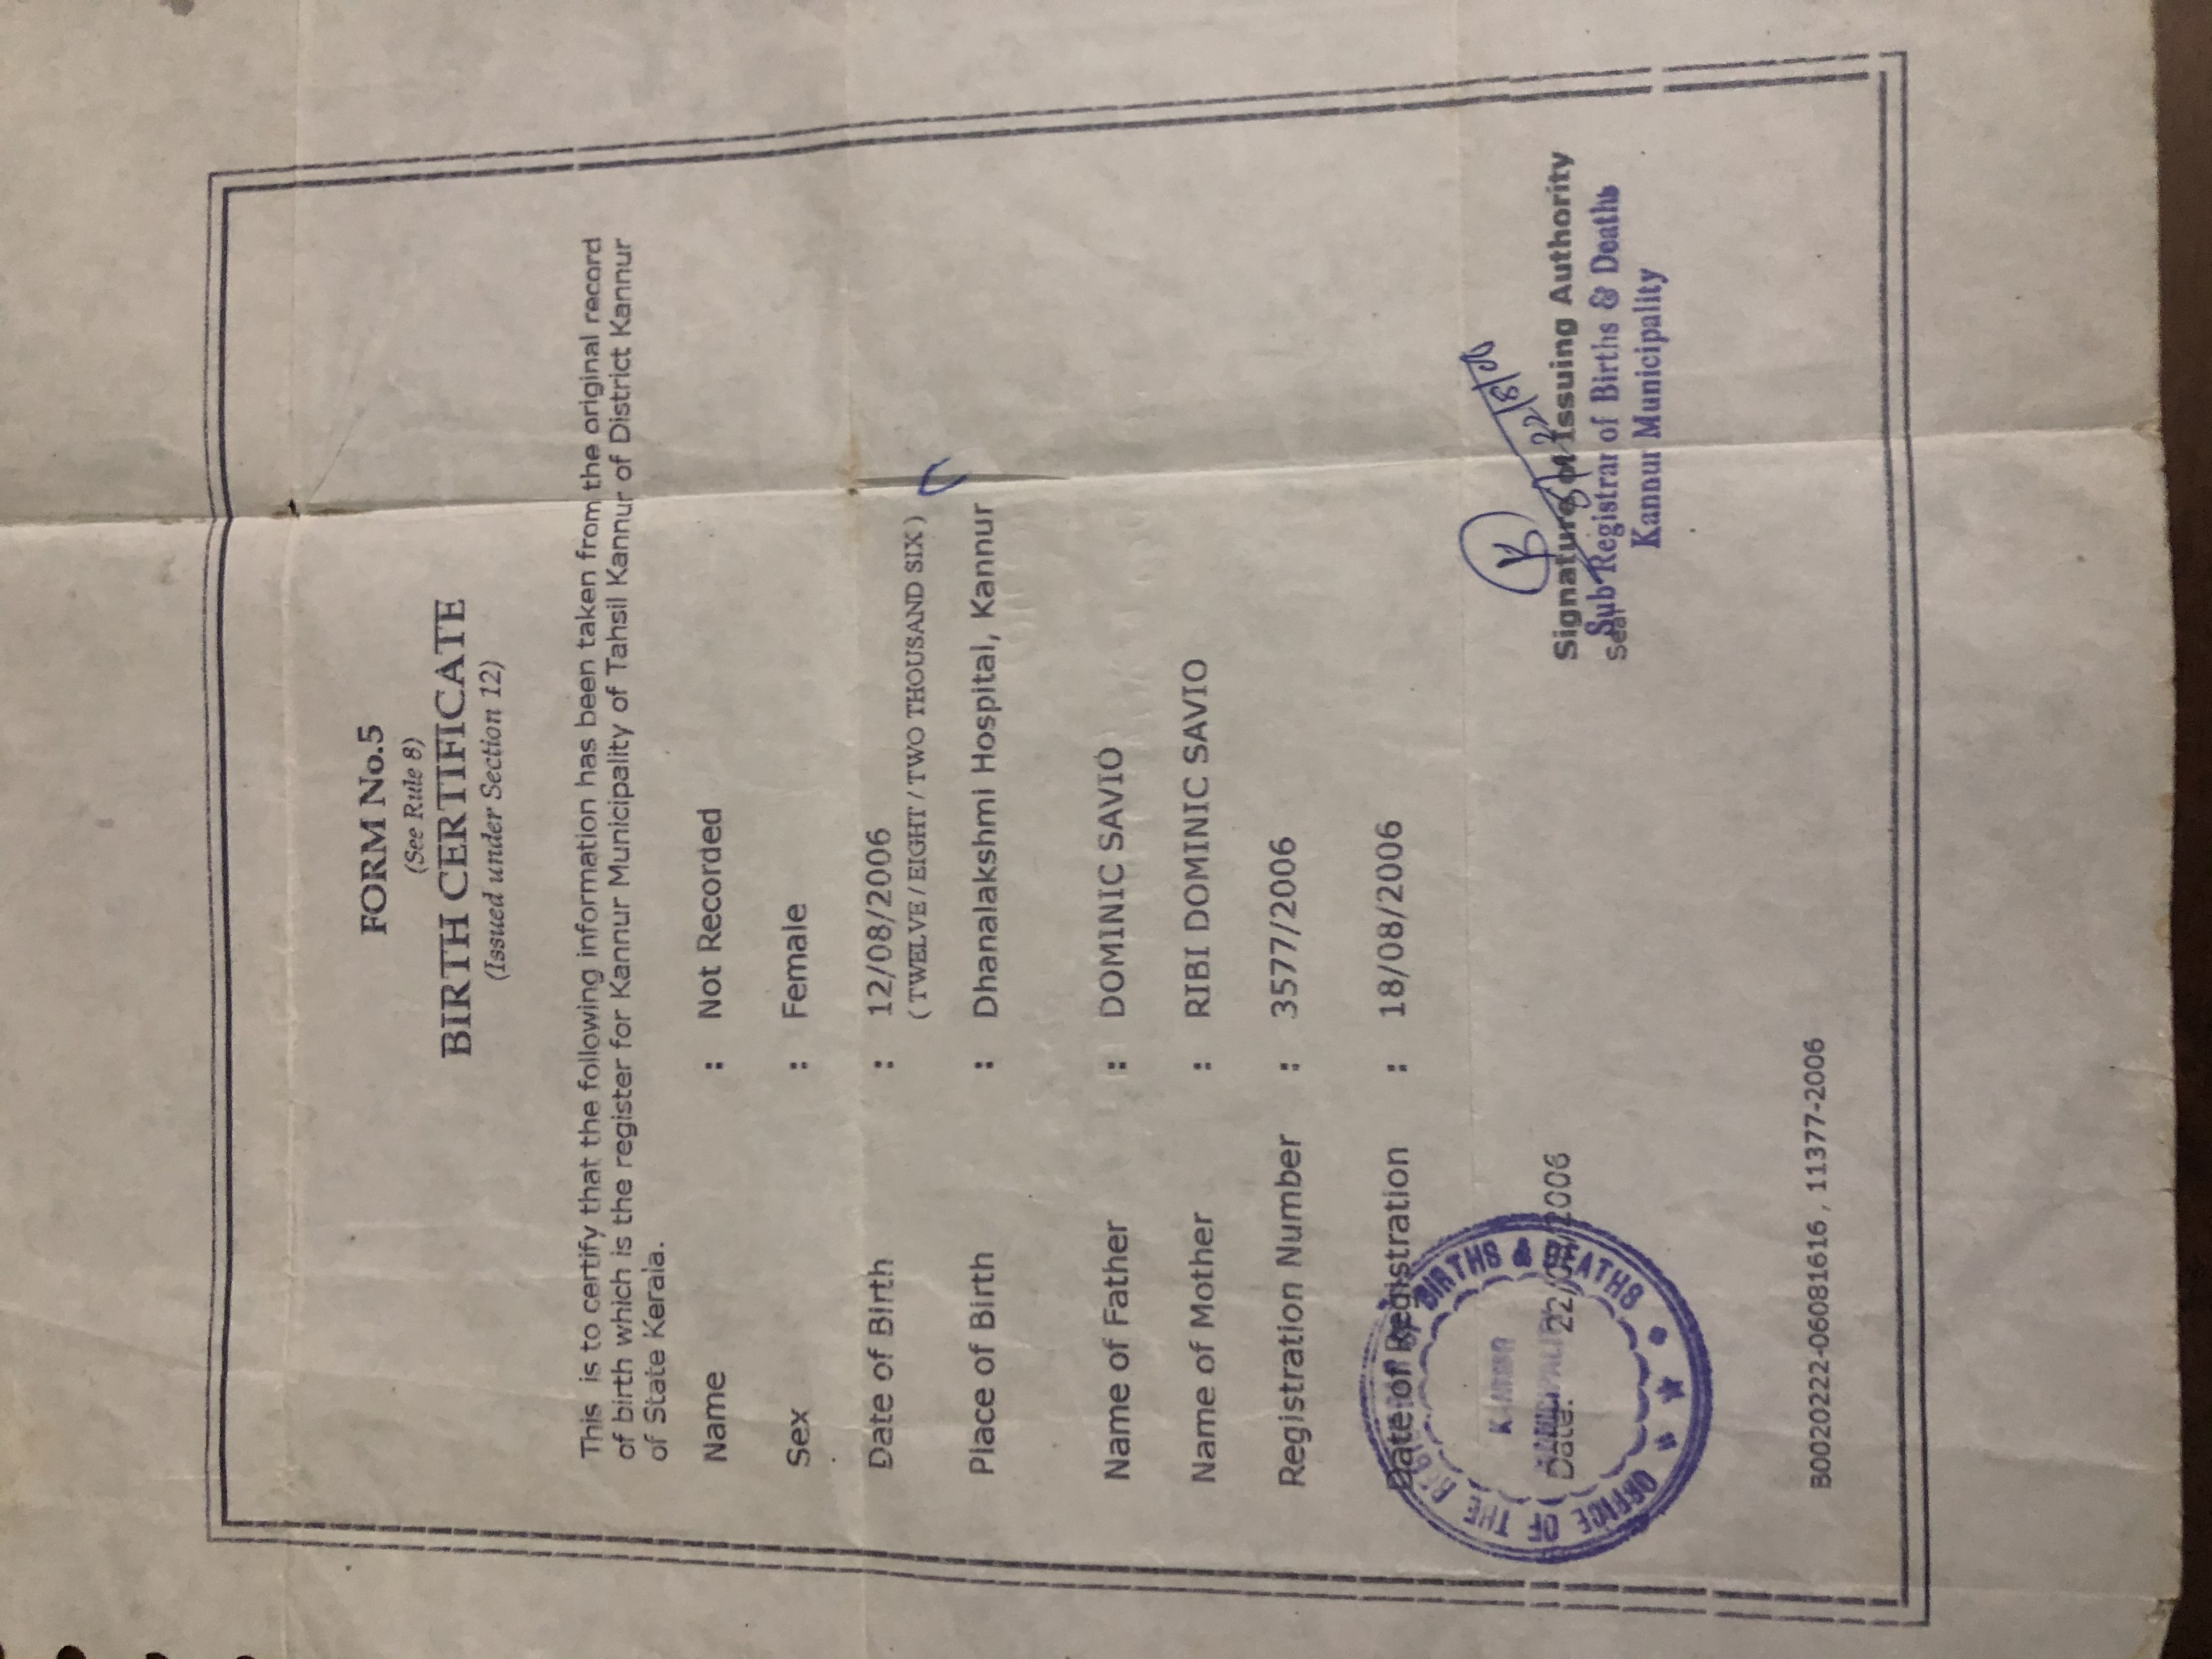 FORM No.5
(See Rule 8)
BIRTH CERTIFICATE
(Issued under Section 12)
This is to certify that the following information has been taken from the original record
of birth which is the register for Kannur Municipality of Tahsil Kannur of District Kannur
of State Kerala.
Name : Not Recorded
Sex : Female
Date of Birth : 12/08/2006
( TWELVE / EIGHT / TWO THOUSAND SIX )
Place of Birth : Dhanalakshmi Hospital, Kannur
Name of Father : DOMINIC SAVIO
Name of Mother : RIBI DOMINIC SAVIO
Registration Number : 3577/2006
Date of Registration : 18/08/2006
Signature of Issuing Authority
Date: 22/08/2006
Seal
Sub Registrar of Births & Deaths
Kannur Municipality
OFFICE OF THE BIRTHS & DEATHS
MUNICIPALITY
B0020222-060816616 , 11377-2006